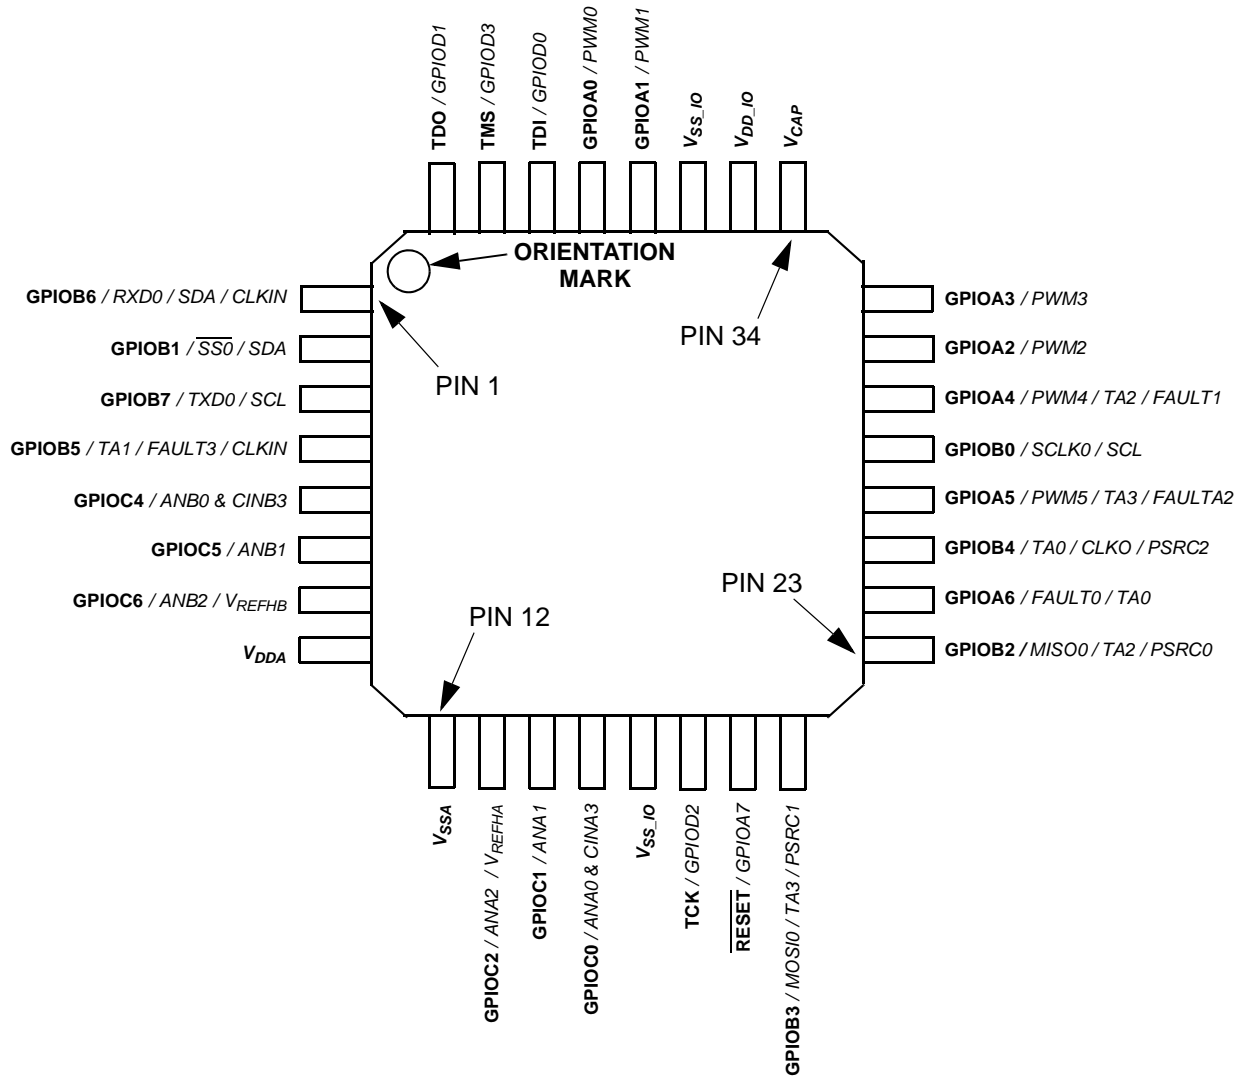 TDO / GPIOD1
TMS / GPIOD3
TDI / GPIOD0
GPIOA0 / PWM0
GPIOA1 / PWM1
VSS_IO
VDD_IO
VCAP
ORIENTATION
MARK
PIN 34
PIN 1
GPIOB6 / RXD0 / SDA / CLKIN
GPIOB1 / S̅S̅0̅ / SDA
GPIOB7 / TXD0 / SCL
GPIOB5 / TA1 / FAULT3 / CLKIN
GPIOC4 / ANB0 & CINB3
GPIOC5 / ANB1
GPIOC6 / ANB2 / VREFHB
VDDA
GPIOA3 / PWM3
GPIOA2 / PWM2
GPIOA4 / PWM4 / TA2 / FAULT1
GPIOB0 / SCLK0 / SCL
GPIOA5 / PWM5 / TA3 / FAULTA2
GPIOB4 / TA0 / CLKO / PSRC2
GPIOA6 / FAULT0 / TA0
GPIOB2 / MISO0 / TA2 / PSRC0
PIN 23
PIN 12
VSSA
GPIOC2 / ANA2 / VREFHA
GPIOC1 / ANA1
GPIOC0 / ANA0 & CINA3
VSS_IO
TCK / GPIOD2
R̅E̅S̅E̅T̅ / GPIOA7
GPIOB3 / MOSI0 / TA3 / PSRC1